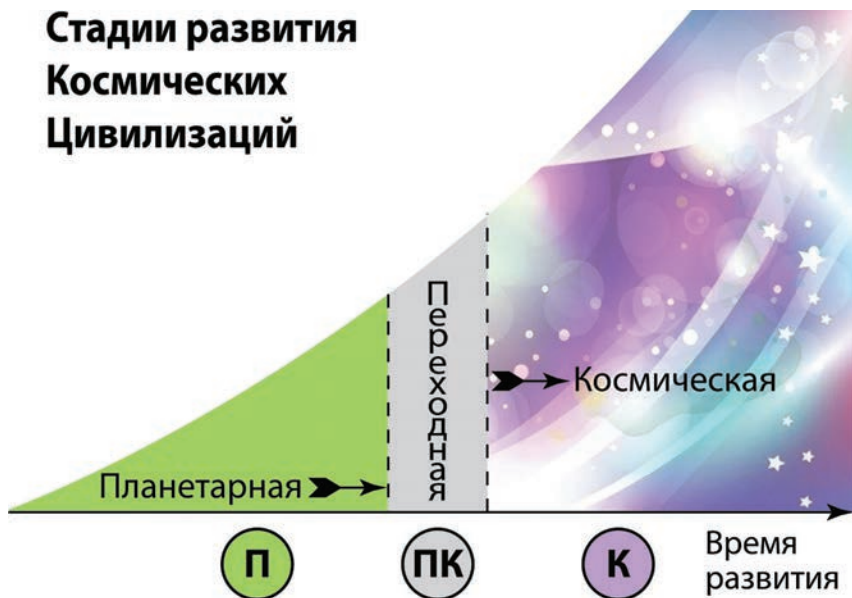 Стадии развития
Космических
Цивилизаций
Переходная
Космическая
Планетарная
П
ПК
К
Время
развития